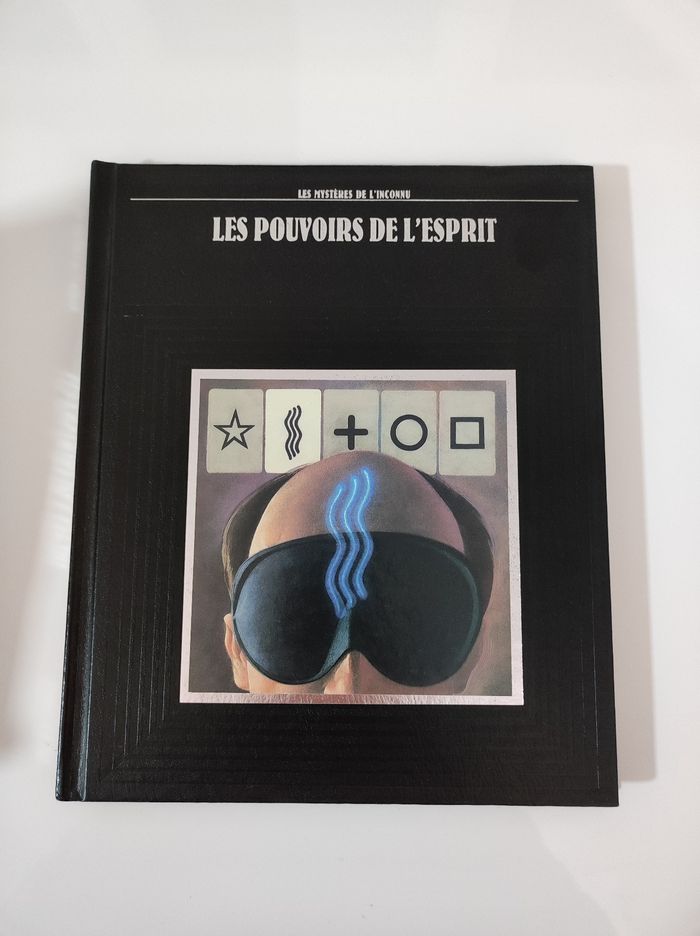 LES MYSTÈRES DE L'INCONNU
LES POUVOIRS DE L'ESPRIT